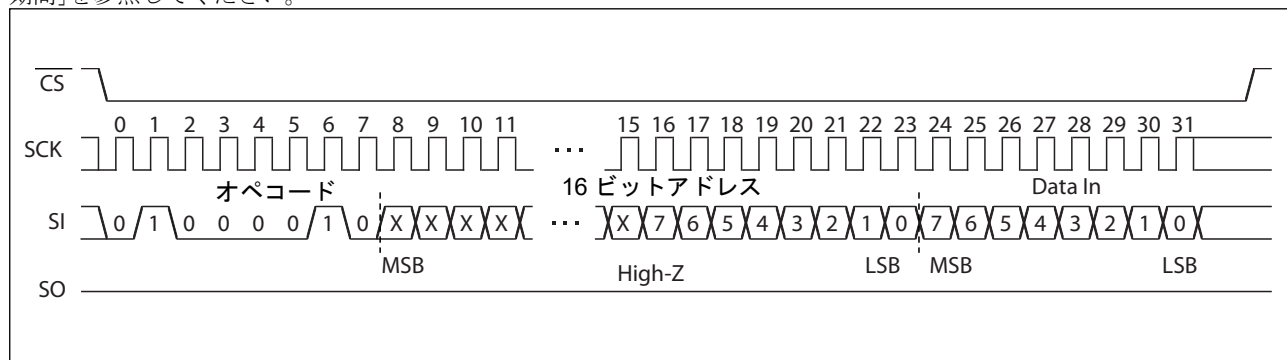 期間」を参照してください。
CS
0 1 2 3 4 5 6 7 8 9 10 11 15 16 17 18 19 20 21 22 23 24 25 26 27 28 29 30 31
SCK ...
オペコード 16 ビットアドレス Data In
SI 0 1 0 0 0 0 1 0 X X X X ... X 7 6 5 4 3 2 1 0 7 6 5 4 3 2 1 0
MSB High-Z LSB MSB LSB
SO